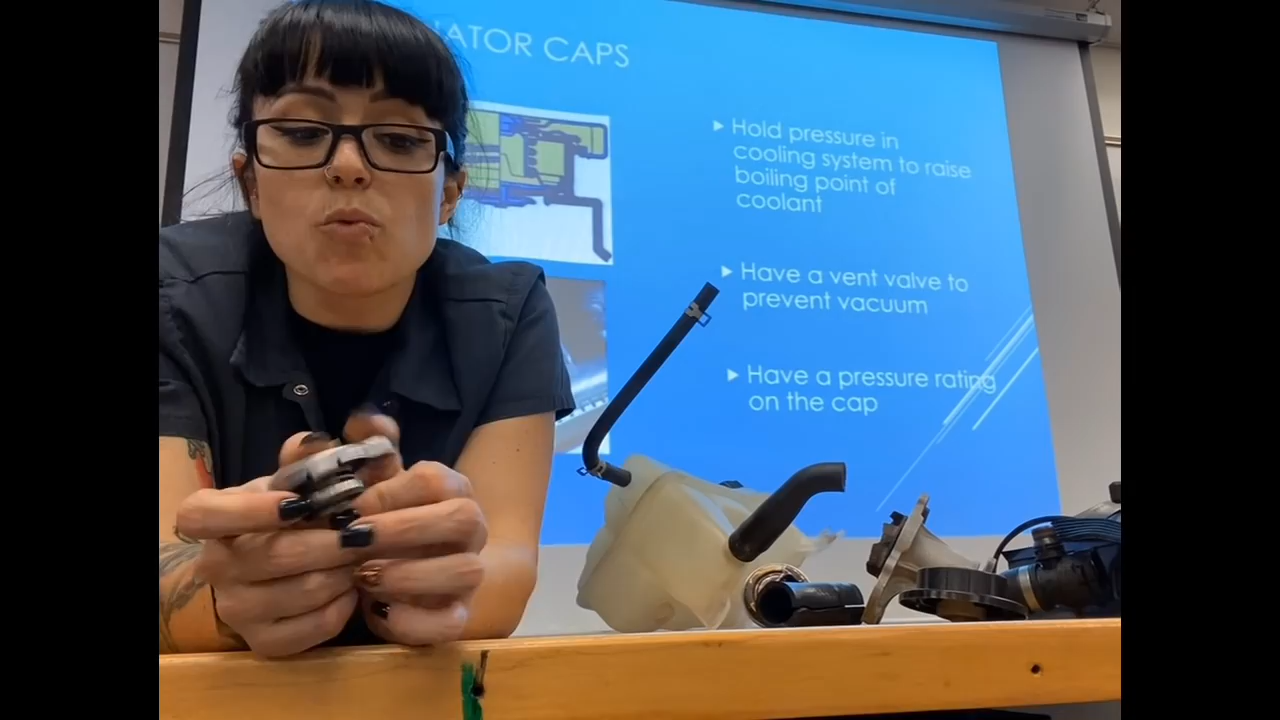 ATOR CAPS
Hold pressure in
cooling system to raise
boiling point of
coolant
Have a vent valve to
prevent vacuum
Have a pressure rating
on the cap